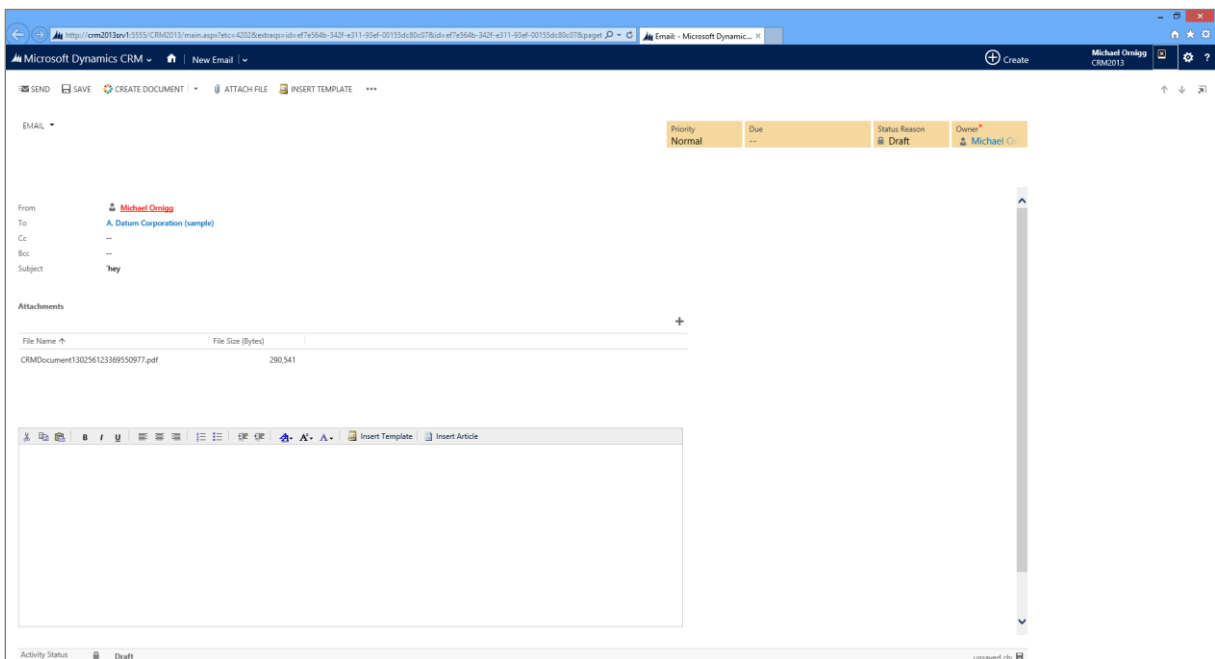 http://crm2013srv1:5555/CRM2013/main.aspx?etc=4202&extraqs=id=ef7e564b-342f-e311-93ef-00155dc80c07&id=ef7e564b-342f-e311-93ef-00155dc80c07&paget
Email: - Microsoft Dynamic...
Microsoft Dynamics CRM
New Email
Create
Michael Ornigg
CRM2013
?
SEND SAVE CREATE DOCUMENT ATTACH FILE INSERT TEMPLATE •••
EMAIL
Priority Due Status Reason Owner*
Normal -- Draft Michael O
From Michael Ornigg
To A. Datum Corporation (sample)
Cc --
Bcc --
Subject
Attachments
File Name File Size (Bytes)
CRMDocument130256123369550977.pdf 290,541
B I U A A Insert Template Insert Article
Activity Status Draft